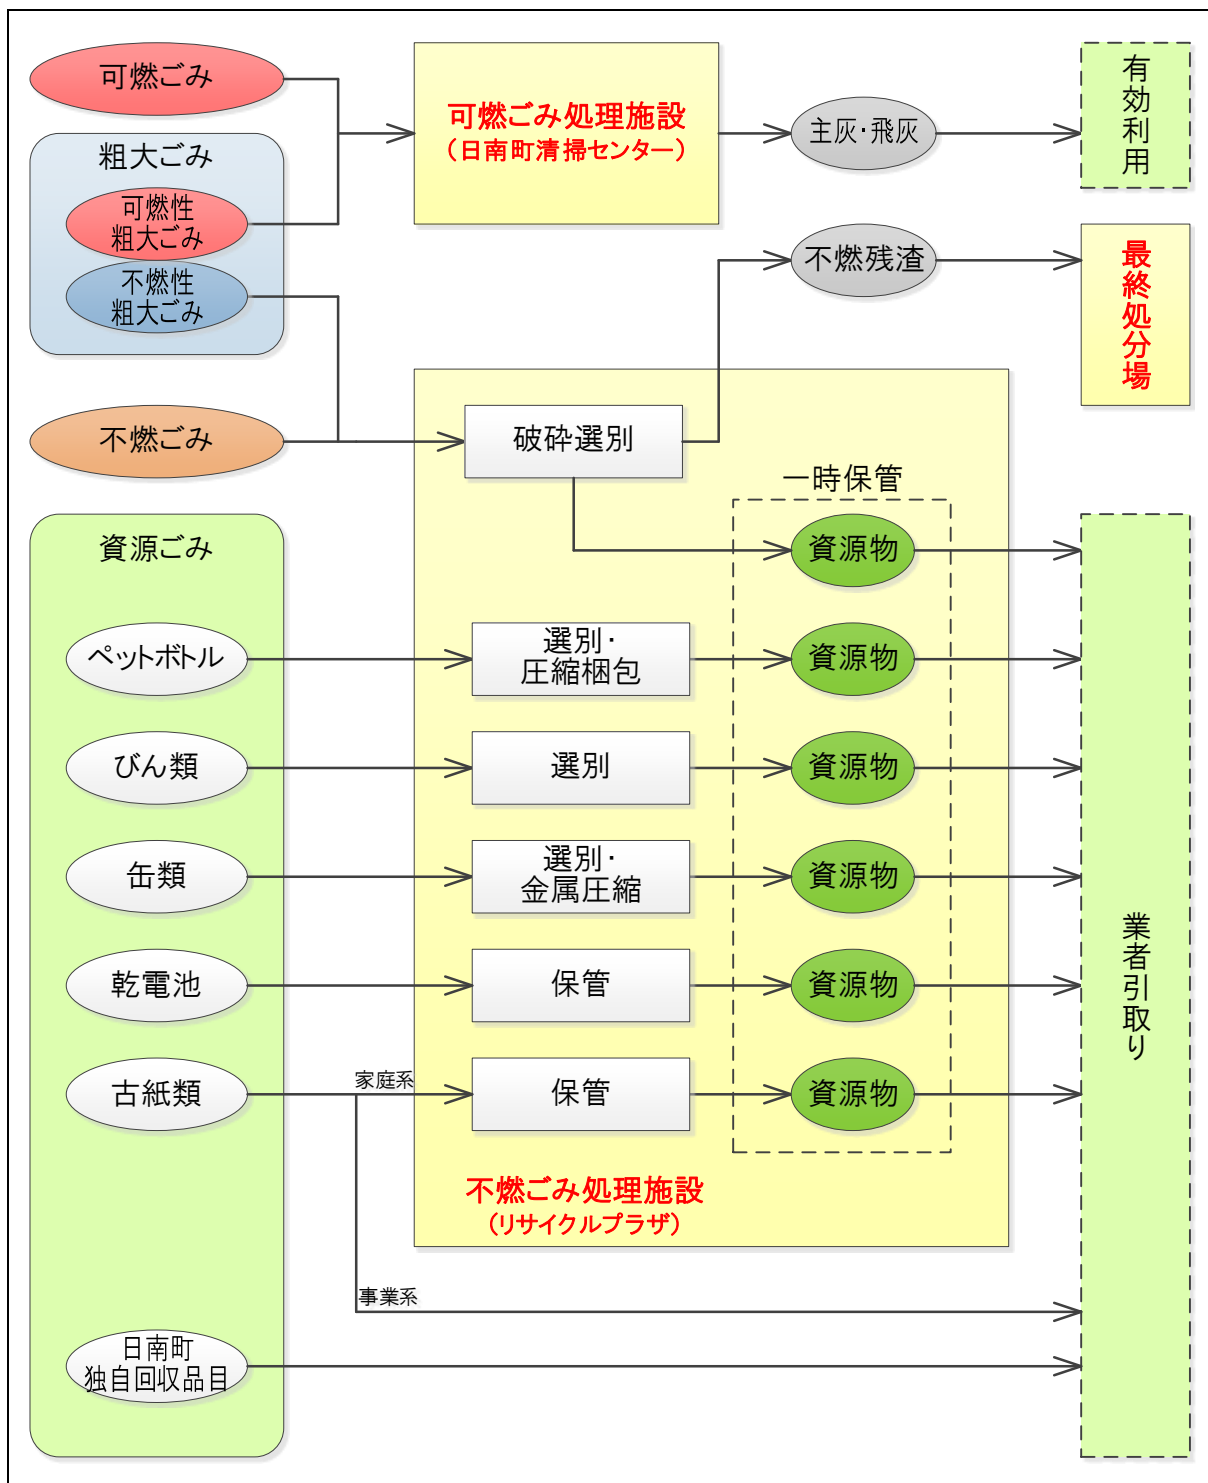 可燃ごみ
粗大ごみ
可燃性
粗大ごみ
不燃性
粗大ごみ
不燃ごみ
可燃ごみ処理施設
（日南町清掃センター）
主灰・飛灰
有効利用
不燃残渣
最終処分場
破砕選別
一時保管
資源物
資源ごみ
ペットボトル
選別・
圧縮梱包
資源物
びん類
選別
資源物
缶類
選別・
金属圧縮
資源物
乾電池
保管
資源物
古紙類
家庭系
保管
資源物
業者引取り
不燃ごみ処理施設
（リサイクルプラザ）
事業系
日南町
独自回収品目